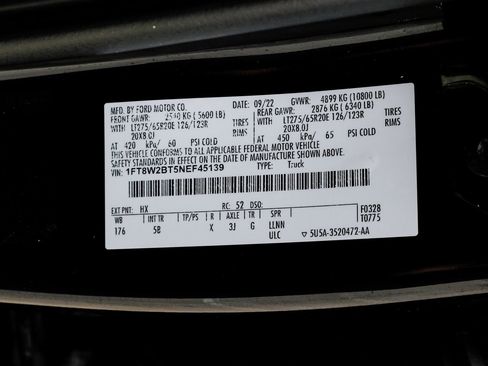 MFD. BY FORD MOTOR CO.
09/22 GVWR: 4899 KG (10800 LB)
FRONT GAWR: 2540 KG (5600 LB)
REAR GAWR: 2876 KG (6340 LB)
WITH LT275/65R20E 126/123R TIRES
WITH LT275/65R20E 126/123R TIRES
20X8.0J RIMS
20X8.0J RIMS
AT 420 kPa/ 60 PSI COLD
AT 450 kPa/ 65 PSI COLD
THIS VEHICLE CONFORMS TO ALL APPLICABLE FEDERAL MOTOR VEHICLE
SAFETY STANDARDS IN EFFECT ON THE DATE OF MANUFACTURE SHOWN ABOVE
VIN: 1FT8W2BT5NEF45139 TYPE: Truck
EXT PNT: HX RC: 52 DSO:
WB INT TR TP/PS R AXLE TR
176 5B X 3J G LLNN
ULC
F0328
T0775
▽ 5U5A-3520472-AA